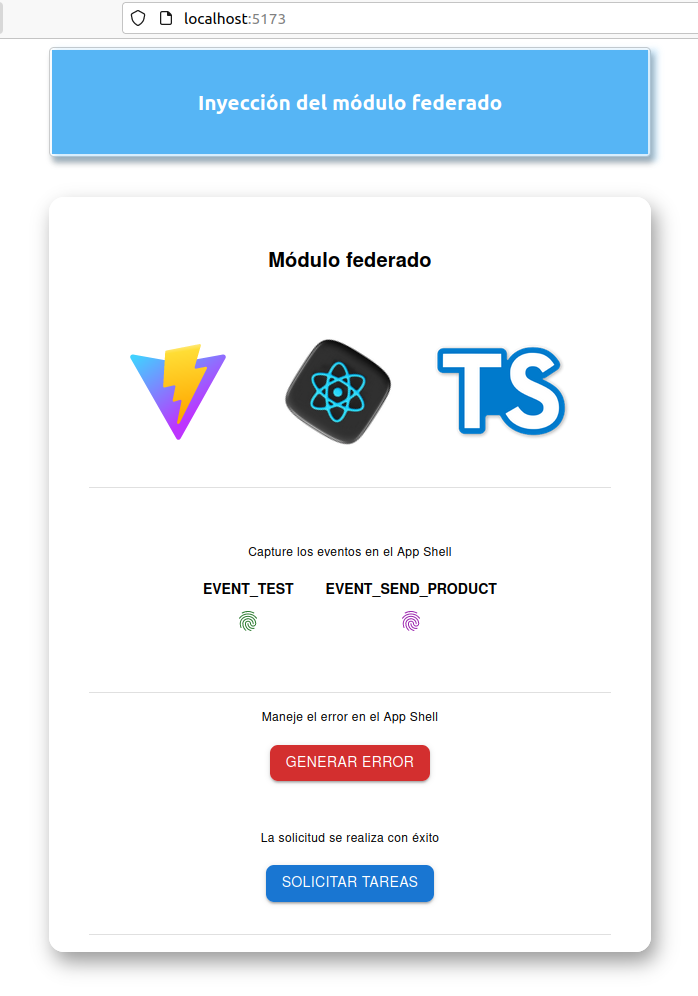 localhost:5173
Inyección del módulo federado
Módulo federado
TS
Capture los eventos en el App Shell
EVENT_TEST EVENT_SEND_PRODUCT
Maneje el error en el App Shell
GENERAR ERROR
La solicitud se realiza con éxito
SOLICITAR TAREAS